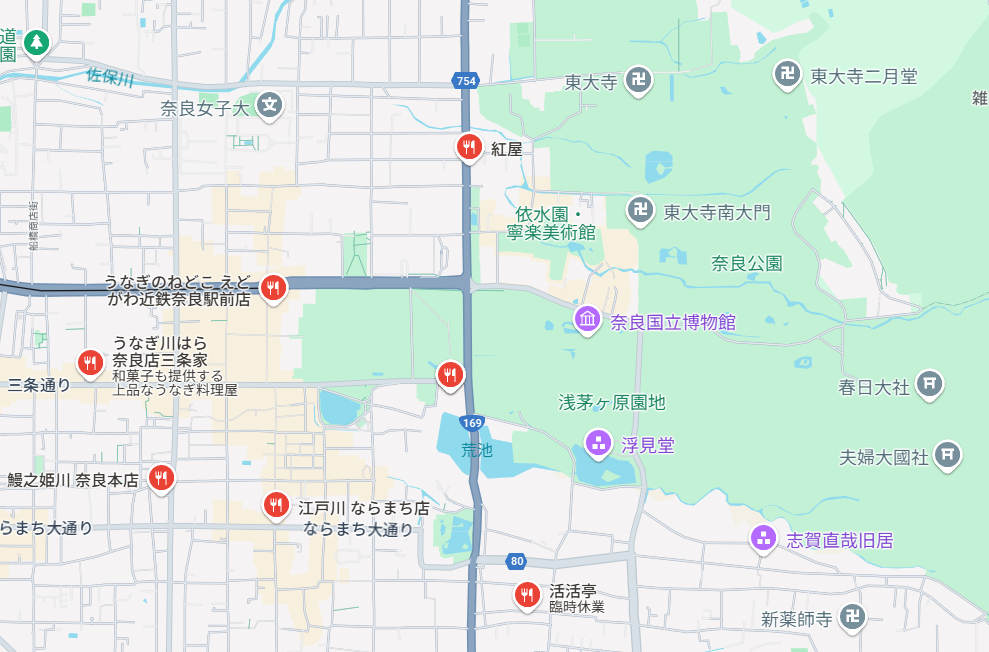 道
園
佐保川
754
東大寺
東大寺二月堂
雑
奈良女子大
紅屋
船橋商店街
依水園・
寧楽美術館
東大寺南大門
奈良公園
うなぎのねどこ えど
がわ近鉄奈良駅前店
奈良国立博物館
うなぎ川はら
奈良店三条家
和菓子も提供する
上品なうなぎ料理屋
三条通り
春日大社
浅茅ヶ原園地
169
荒池
浮見堂
夫婦大國社
鰻之姫川 奈良本店
江戸川 ならまち店
らまち大通り
ならまち大通り
志賀直哉旧居
80
活活亭
臨時休業
新薬師寺